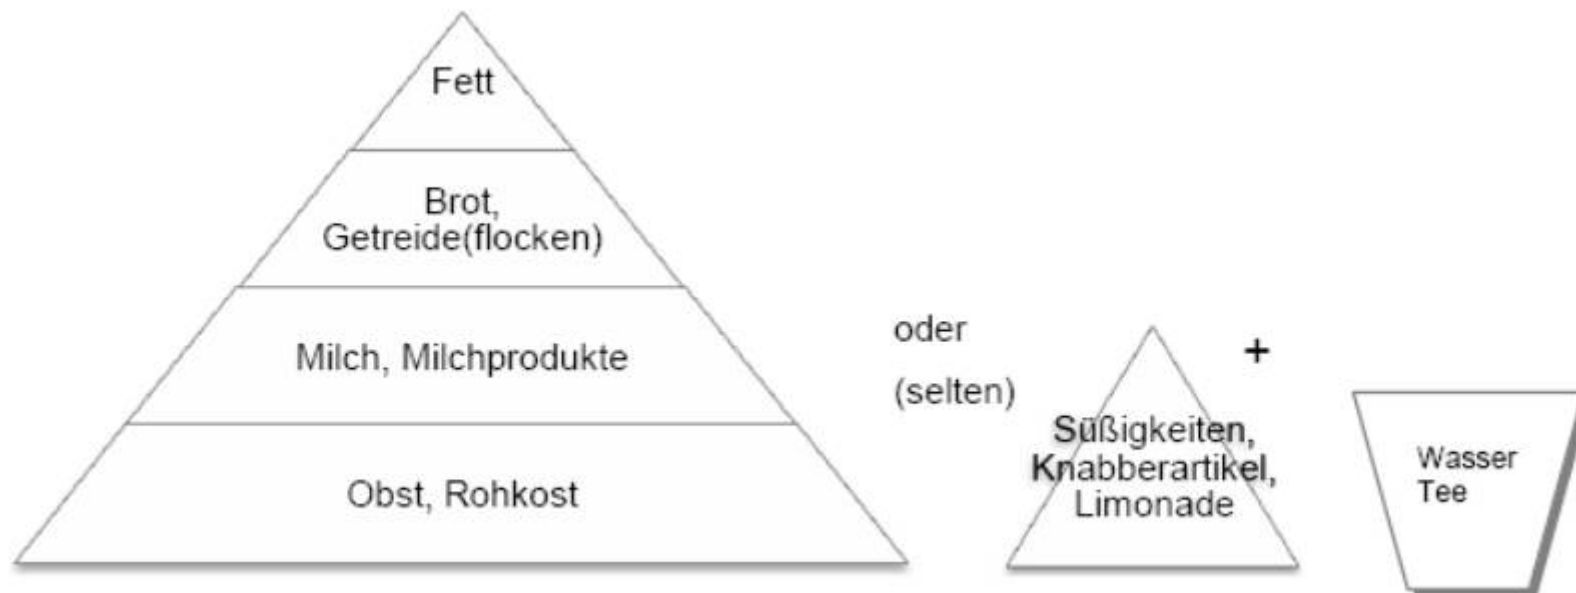 Fett
Brot,
Getreide(flocken)
Milch, Milchprodukte
Obst, Rohkost
oder
(selten)
Süßigkeiten,
Knabberartikel,
Limonade
+
Wasser
Tee